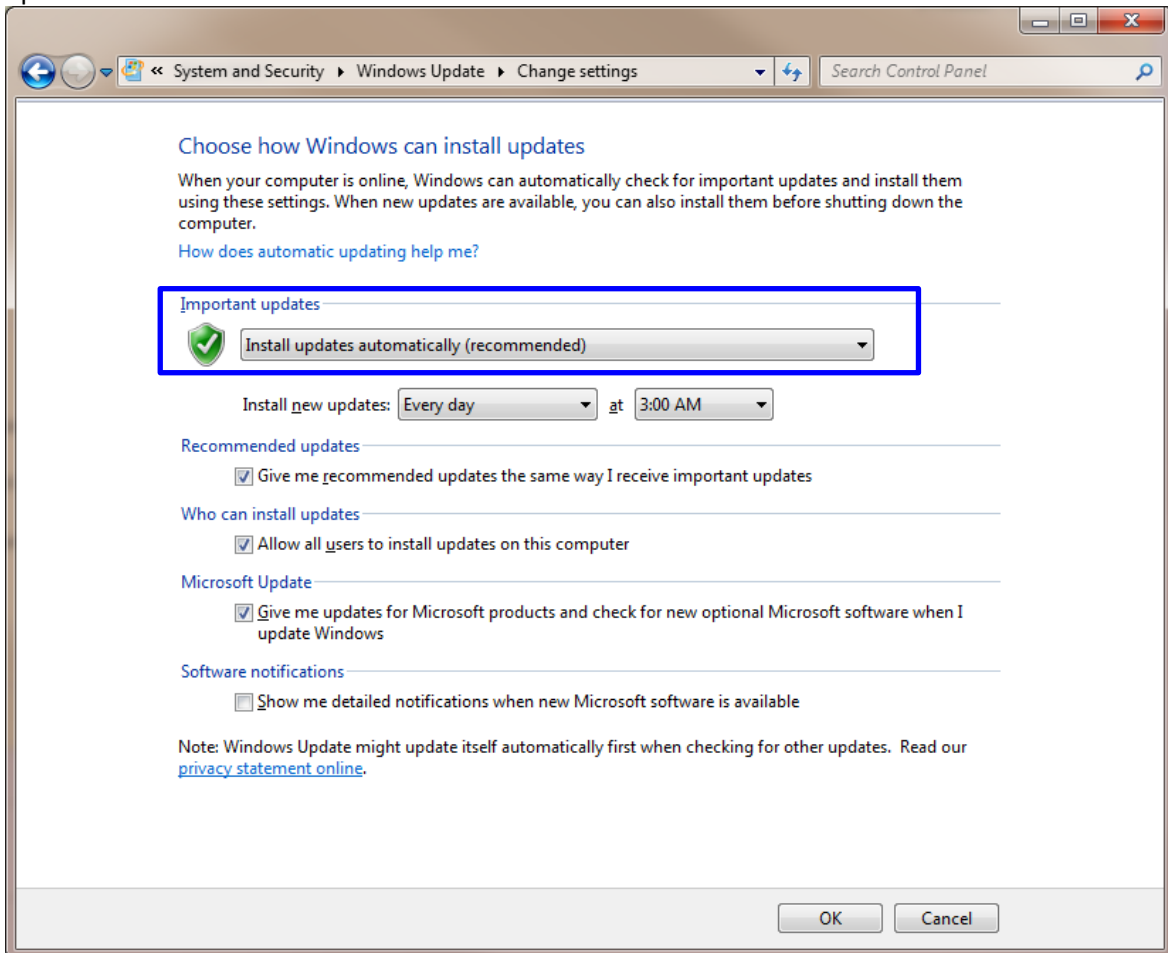 « System and Security ▸ Windows Update ▸ Change settings
Search Control Panel
Choose how Windows can install updates
When your computer is online, Windows can automatically check for important updates and install them
using these settings. When new updates are available, you can also install them before shutting down the
computer.
How does automatic updating help me?
Important updates
Install updates automatically (recommended)
Install new updates: Every day at 3:00 AM
Recommended updates
Give me recommended updates the same way I receive important updates
Who can install updates
Allow all users to install updates on this computer
Microsoft Update
Give me updates for Microsoft products and check for new optional Microsoft software when I
update Windows
Software notifications
Show me detailed notifications when new Microsoft software is available
Note: Windows Update might update itself automatically first when checking for other updates. Read our
privacy statement online.
OK Cancel